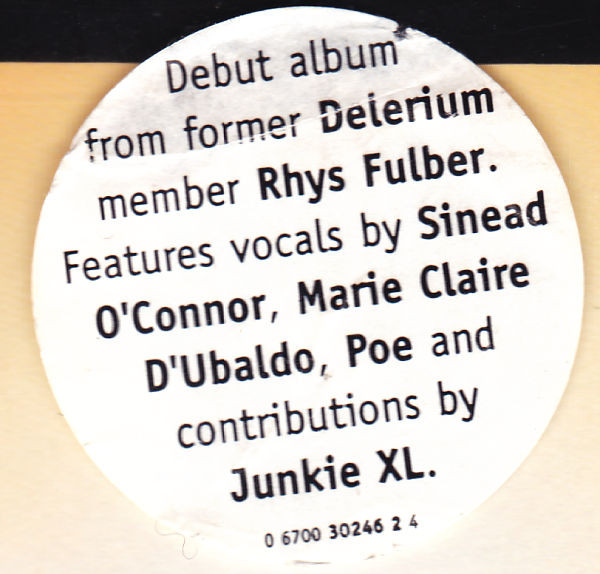 Debut album
from former Delerium
member Rhys Fulber.
Features vocals by Sinead
O'Connor, Marie Claire
D'Ubaldo, Poe and
contributions by
Junkie XL.
0 6700 30246 2 4